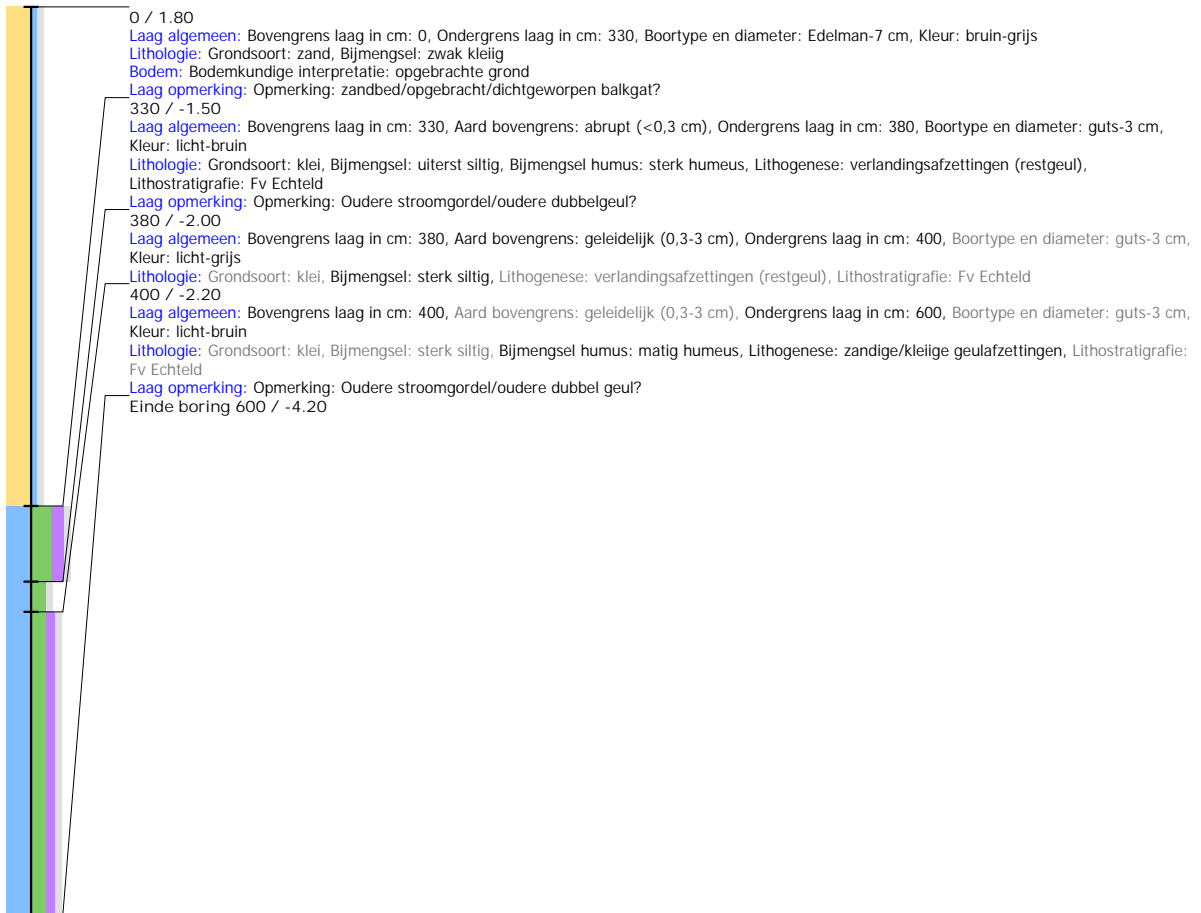 0 / 1.80
Laag algemeen: Bovengrens laag in cm: 0, Ondergrens laag in cm: 330, Boortype en diameter: Edelman-7 cm, Kleur: bruin-grijs
Lithologie: Grondsoort: zand, Bijmengsel: zwak kleiig
Bodem: Bodemkundige interpretatie: opgebrachte grond
Laag opmerking: Opmerking: zandbed/opgebracht/dichtgeworpen balkgat?
330 / -1.50
Laag algemeen: Bovengrens laag in cm: 330, Aard bovengrens: abrupt (<0,3 cm), Ondergrens laag in cm: 380, Boortype en diameter: guts-3 cm,
Kleur: licht-bruin
Lithologie: Grondsoort: klei, Bijmengsel: uiterst siltig, Bijmengsel humus: sterk humeus, Lithogenese: verlandingsafzettingen (restgeul),
Lithostratigrafie: Fv Echteld
Laag opmerking: Opmerking: Oudere stroomgordel/oudere dubbelgeul?
380 / -2.00
Laag algemeen: Bovengrens laag in cm: 380, Aard bovengrens: geleidelijk (0,3-3 cm), Ondergrens laag in cm: 400, Boortype en diameter: guts-3 cm,
Kleur: licht-grijs
Lithologie: Grondsoort: klei, Bijmengsel: sterk siltig, Lithogenese: verlandingsafzettingen (restgeul), Lithostratigrafie: Fv Echteld
400 / -2.20
Laag algemeen: Bovengrens laag in cm: 400, Aard bovengrens: geleidelijk (0,3-3 cm), Ondergrens laag in cm: 600, Boortype en diameter: guts-3 cm,
Kleur: licht-bruin
Lithologie: Grondsoort: klei, Bijmengsel: sterk siltig, Bijmengsel humus: matig humeus, Lithogenese: zandige/kleiige geulafzettingen, Lithostratigrafie:
Fv Echteld
Laag opmerking: Opmerking: Oudere stroomgordel/oudere dubbel geul?
Einde boring 600 / -4.20